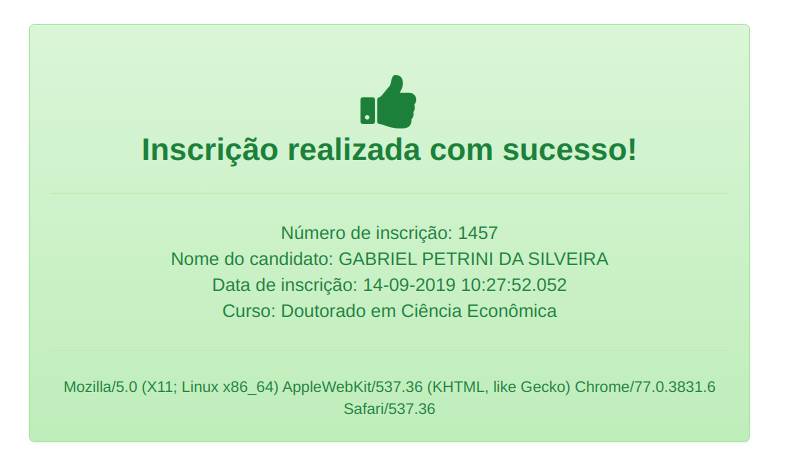 Inscrição realizada com sucesso!
Número de inscrição: 1457
Nome do candidato: GABRIEL PETRINI DA SILVEIRA
Data de inscrição: 14-09-2019 10:27:52.052
Curso: Doutorado em Ciência Econômica
Mozilla/5.0 (X11; Linux x86_64) AppleWebKit/537.36 (KHTML, like Gecko) Chrome/77.0.3831.6
Safari/537.36